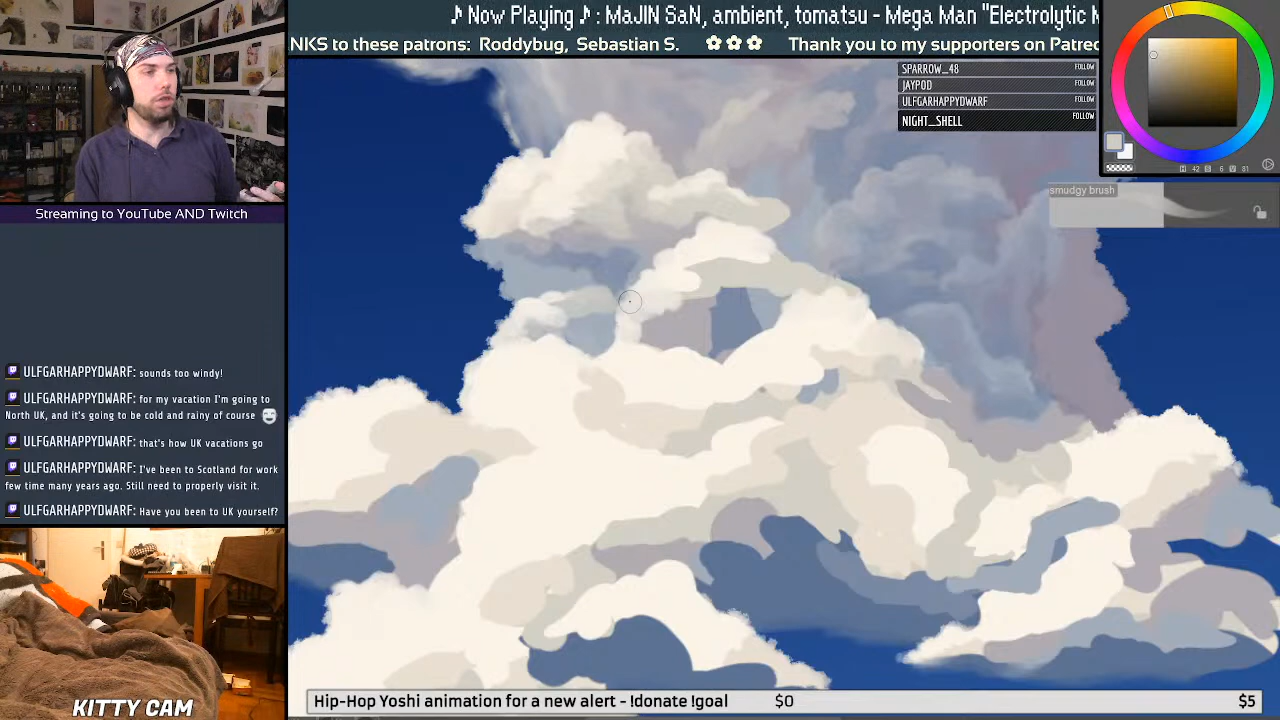 ♪ Now Playing ♪ : MaJIN SaN, ambient, tomatsu - Mega Man "Electrolytic M
NKS to these patrons: Roddybug, Sebastian S. ✿✿✿ Thank you to my supporters on Patrec
SPARROW_48 FOLLOW
JAYPOD FOLLOW
ULFGARHAPPYDWARF FOLLOW
NIGHT_SHELL FOLLOW
H 42 S 6 V 81
smudgy brush
Streaming to YouTube AND Twitch
ULFGARHAPPYDWARF: sounds too windy!
ULFGARHAPPYDWARF: for my vacation I'm going to
North UK, and it's going to be cold and rainy of course
ULFGARHAPPYDWARF: that's how UK vacations go
ULFGARHAPPYDWARF: I've been to Scotland for work
few time many years ago. Still need to properly visit it.
ULFGARHAPPYDWARF: Have you been to UK yourself?
KITTY CAM
Hip-Hop Yoshi animation for a new alert - !donate !goal $0 $5